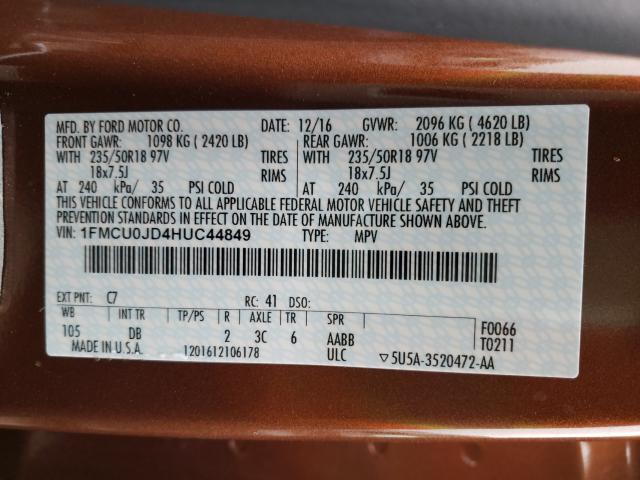 MFD. BY FORD MOTOR CO. DATE: 12/16 GVWR: 2096 KG ( 4620 LB)
FRONT GAWR: 1098 KG ( 2420 LB) REAR GAWR: 1006 KG ( 2218 LB)
WITH 235/50R18 97V TIRES WITH 235/50R18 97V TIRES
18x7.5J RIMS 18x7.5J RIMS
AT 240 kPa/ 35 PSI COLD AT 240 kPa/ 35 PSI COLD
THIS VEHICLE CONFORMS TO ALL APPLICABLE FEDERAL MOTOR VEHICLE SAFETY AND THEFT
PREVENTION STANDARDS IN EFFECT ON THE DATE OF MANUFACTURE SHOWN ABOVE.
VIN: 1FMCU0JD4HUC44849 TYPE: MPV
EXT PNT: C7 RC: 41 DSO:
WB INT TR TP/PS R AXLE TR SPR F0066
105 DB 2 3C 6 AABB T0211
MADE IN U.S.A. 1201612106178 ULC ▽5U5A-3520472-AA